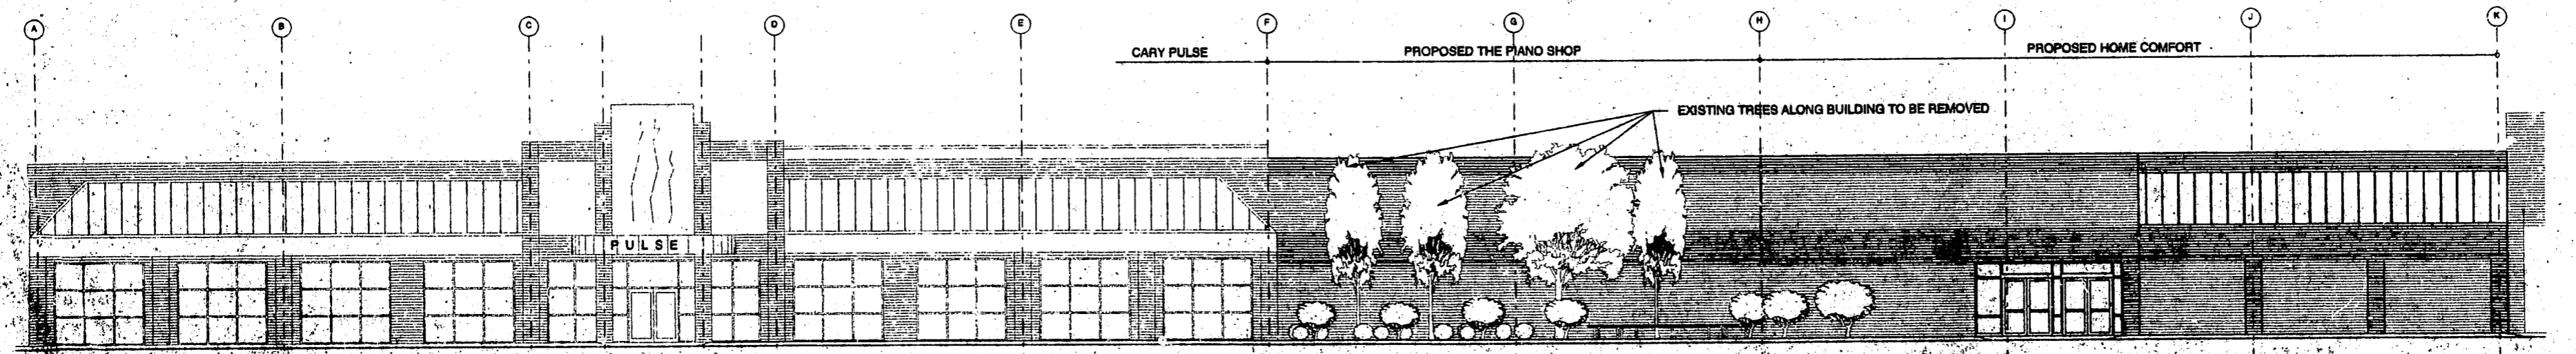 A B C D E F G H I J K
CARY PULSE
PROPOSED THE PIANO SHOP
PROPOSED HOME COMFORT
EXISTING TREES ALONG BUILDING TO BE REMOVED
PULSE